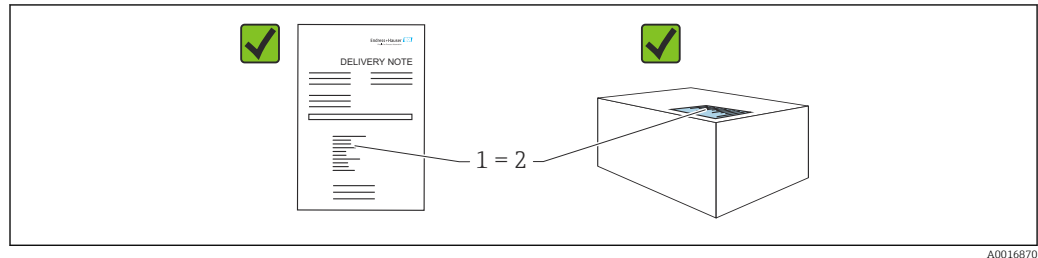 Endress+Hauser
DELIVERY NOTE
1 = 2
A0016870